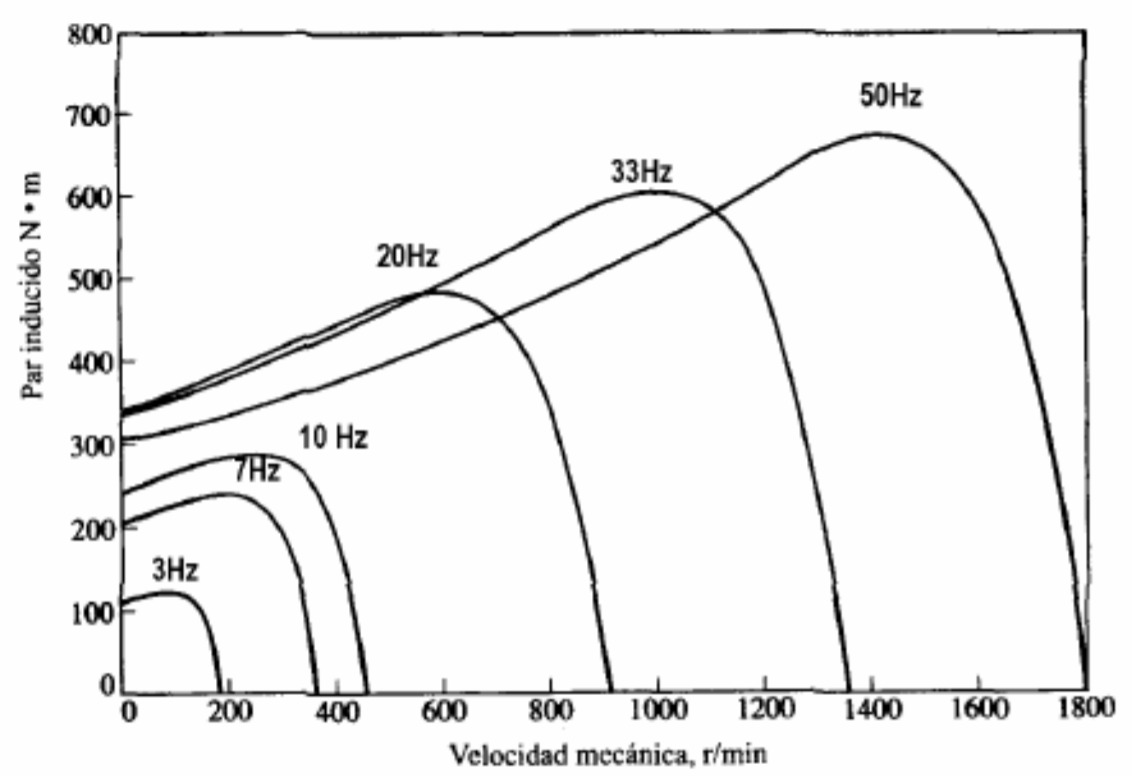 800
700
600
500
400
300
200
100
0
Par inducido N • m
50Hz
33Hz
20Hz
10 Hz
7Hz
3Hz
0 200 400 600 800 1000 1200 1400 1600 1800
Velocidad mecánica, r/min